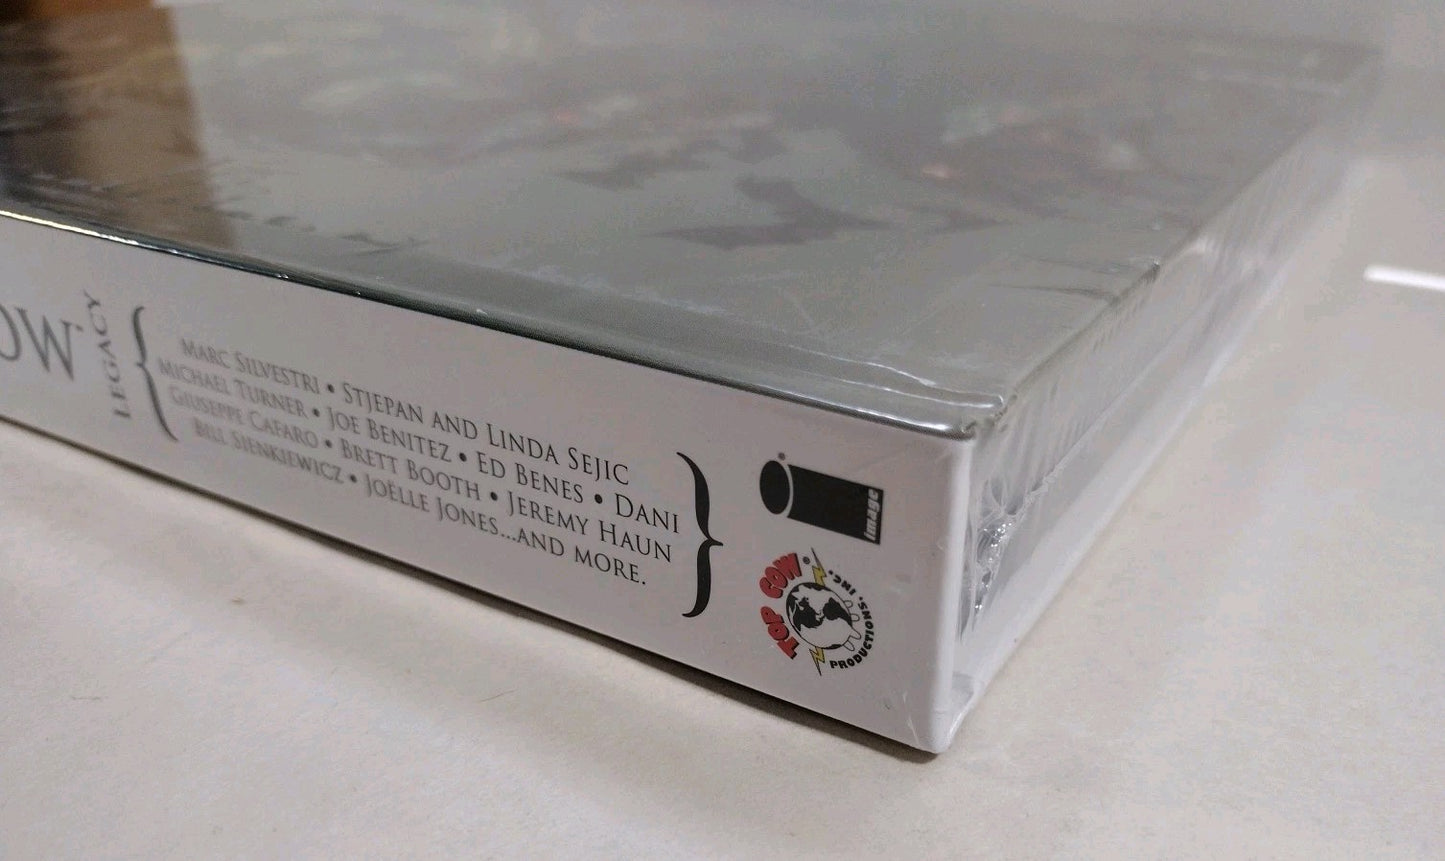 OW
LEGACY
MARC SILVESTRI • STJEPAN AND LINDA SEJIC
MICHAEL TURNER • JOE BENITEZ • ED BENES • DANI
GIUSEPPE CAFARO • BRETT BOOTH • JEREMY HAUN
BILL SIENKIEWICZ • JOËLLE JONES...AND MORE.
image
TOP COW®
PRODUCTIONS, INC.